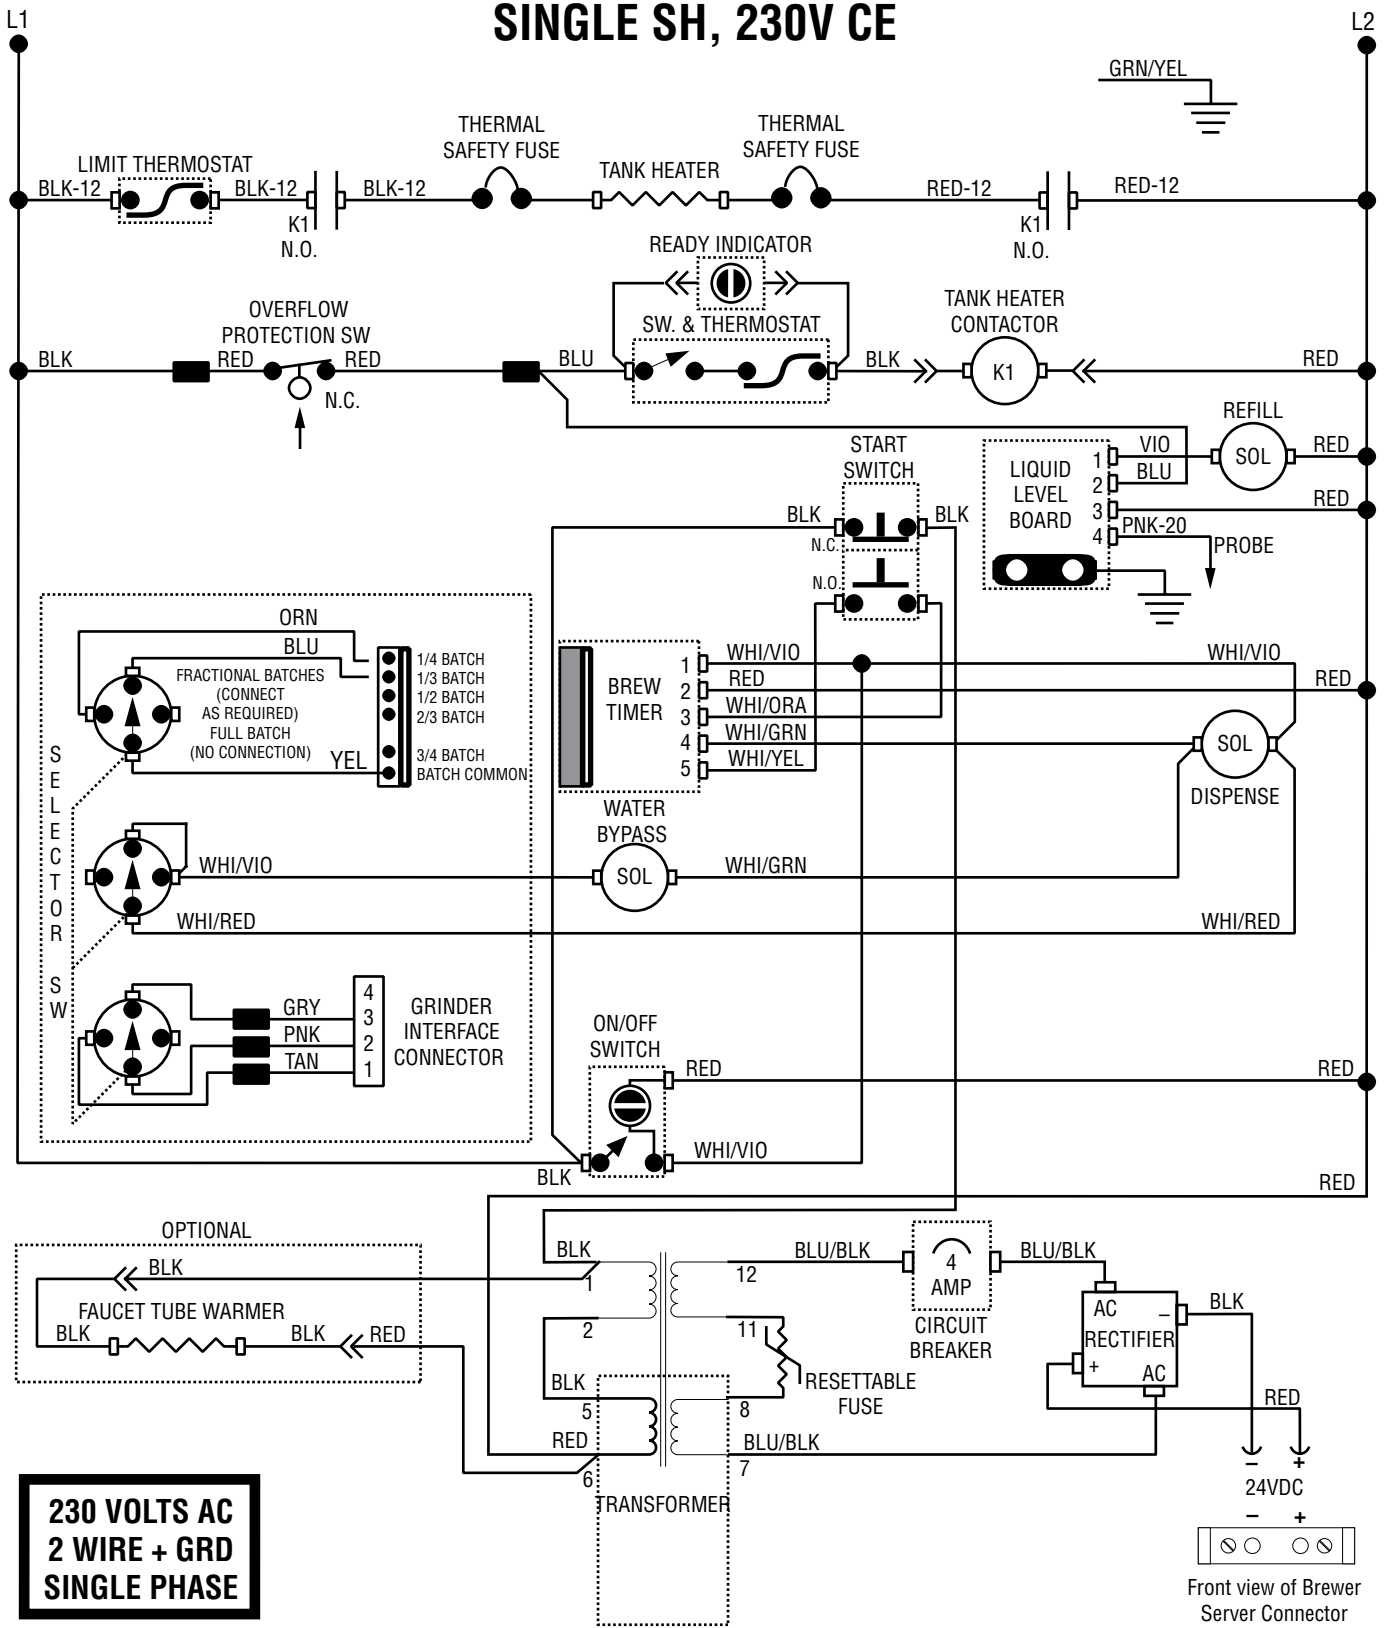 SINGLE SH, 230V CE
L1
L2
GRN/YEL
THERMAL
SAFETY FUSE
THERMAL
SAFETY FUSE
LIMIT THERMOSTAT
TANK HEATER
BLK-12
BLK-12
BLK-12
RED-12
RED-12
K1
N.O.
K1
N.O.
READY INDICATOR
OVERFLOW
PROTECTION SW
SW. & THERMOSTAT
TANK HEATER
CONTACTOR
BLK
RED
RED
BLU
BLK
K1
RED
N.C.
REFILL
START
SWITCH
LIQUID
LEVEL
BOARD
1
VIO
SOL
RED
2
BLU
3
RED
4
PNK-20
PROBE
BLK
BLK
N.C.
N.O.
ORN
BLU
FRACTIONAL BATCHES
(CONNECT
AS REQUIRED)
FULL BATCH
(NO CONNECTION)
YEL
1/4 BATCH
1/3 BATCH
1/2 BATCH
2/3 BATCH
3/4 BATCH
BATCH COMMON
BREW
TIMER
1
WHI/VIO
WHI/VIO
2
RED
RED
3
WHI/ORA
4
WHI/GRN
5
WHI/YEL
SOL
DISPENSE
SELECTOR SW
WATER
BYPASS
WHI/VIO
SOL
WHI/GRN
WHI/RED
WHI/RED
GRY
PNK
TAN
4
3
2
1
GRINDER
INTERFACE
CONNECTOR
ON/OFF
SWITCH
RED
RED
WHI/VIO
BLK
RED
OPTIONAL
BLK
FAUCET TUBE WARMER
BLK
BLK
RED
BLK
1
2
BLK
5
RED
6
12
11
8
7
BLU/BLK
4
AMP
BLU/BLK
CIRCUIT
BREAKER
RESETTABLE
FUSE
BLU/BLK
TRANSFORMER
AC
–
RECTIFIER
+
AC
BLK
RED
– +
24VDC
– +
Front view of Brewer
Server Connector
230 VOLTS AC
2 WIRE + GRD
SINGLE PHASE